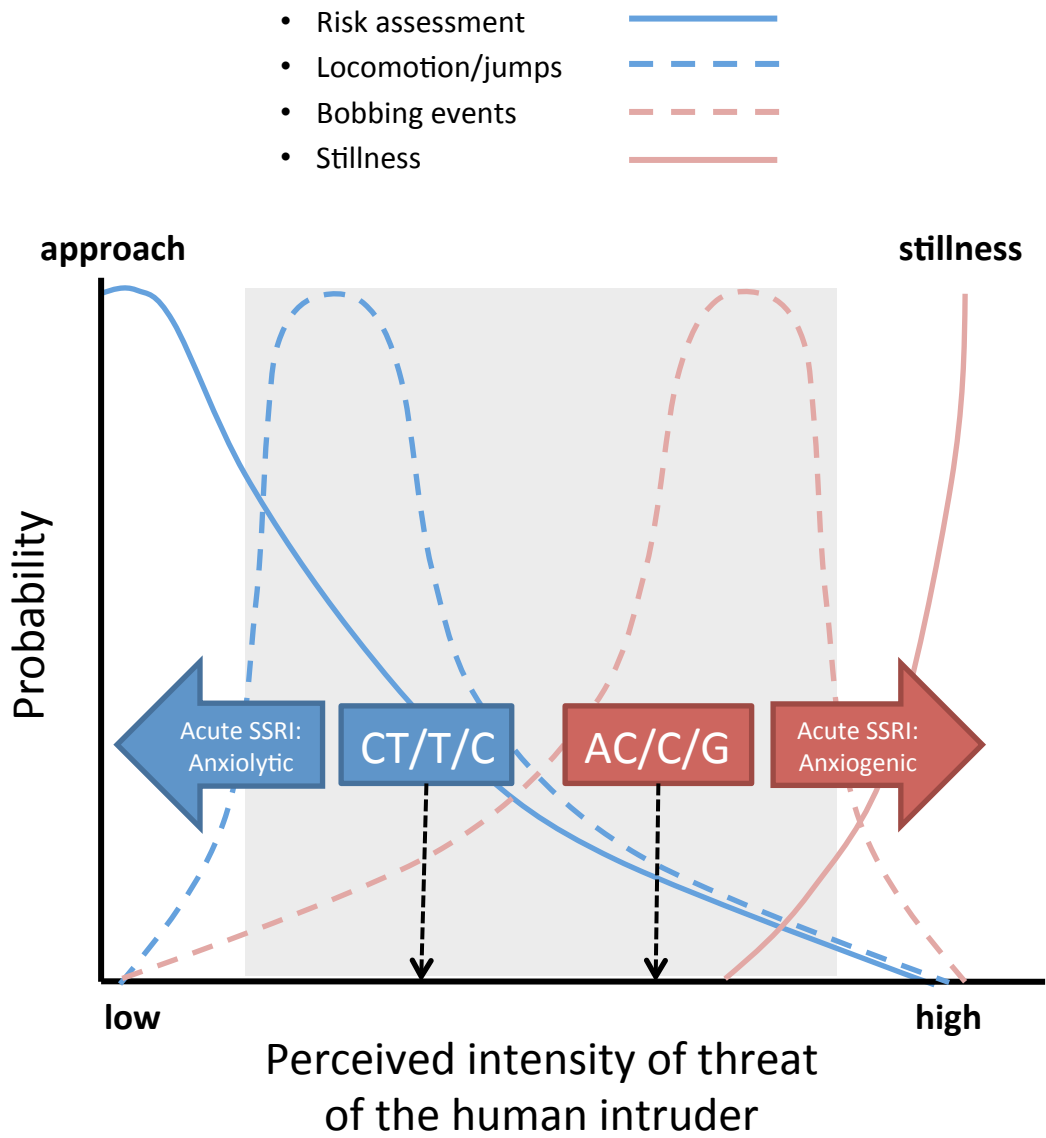 • Risk assessment
• Locomotion/jumps
• Bobbing events
• Stillness
approach
stillness
Probability
Acute SSRI:
Anxiolytic
CT/T/C
AC/C/G
Acute SSRI:
Anxiogenic
low
high
Perceived intensity of threat
of the human intruder